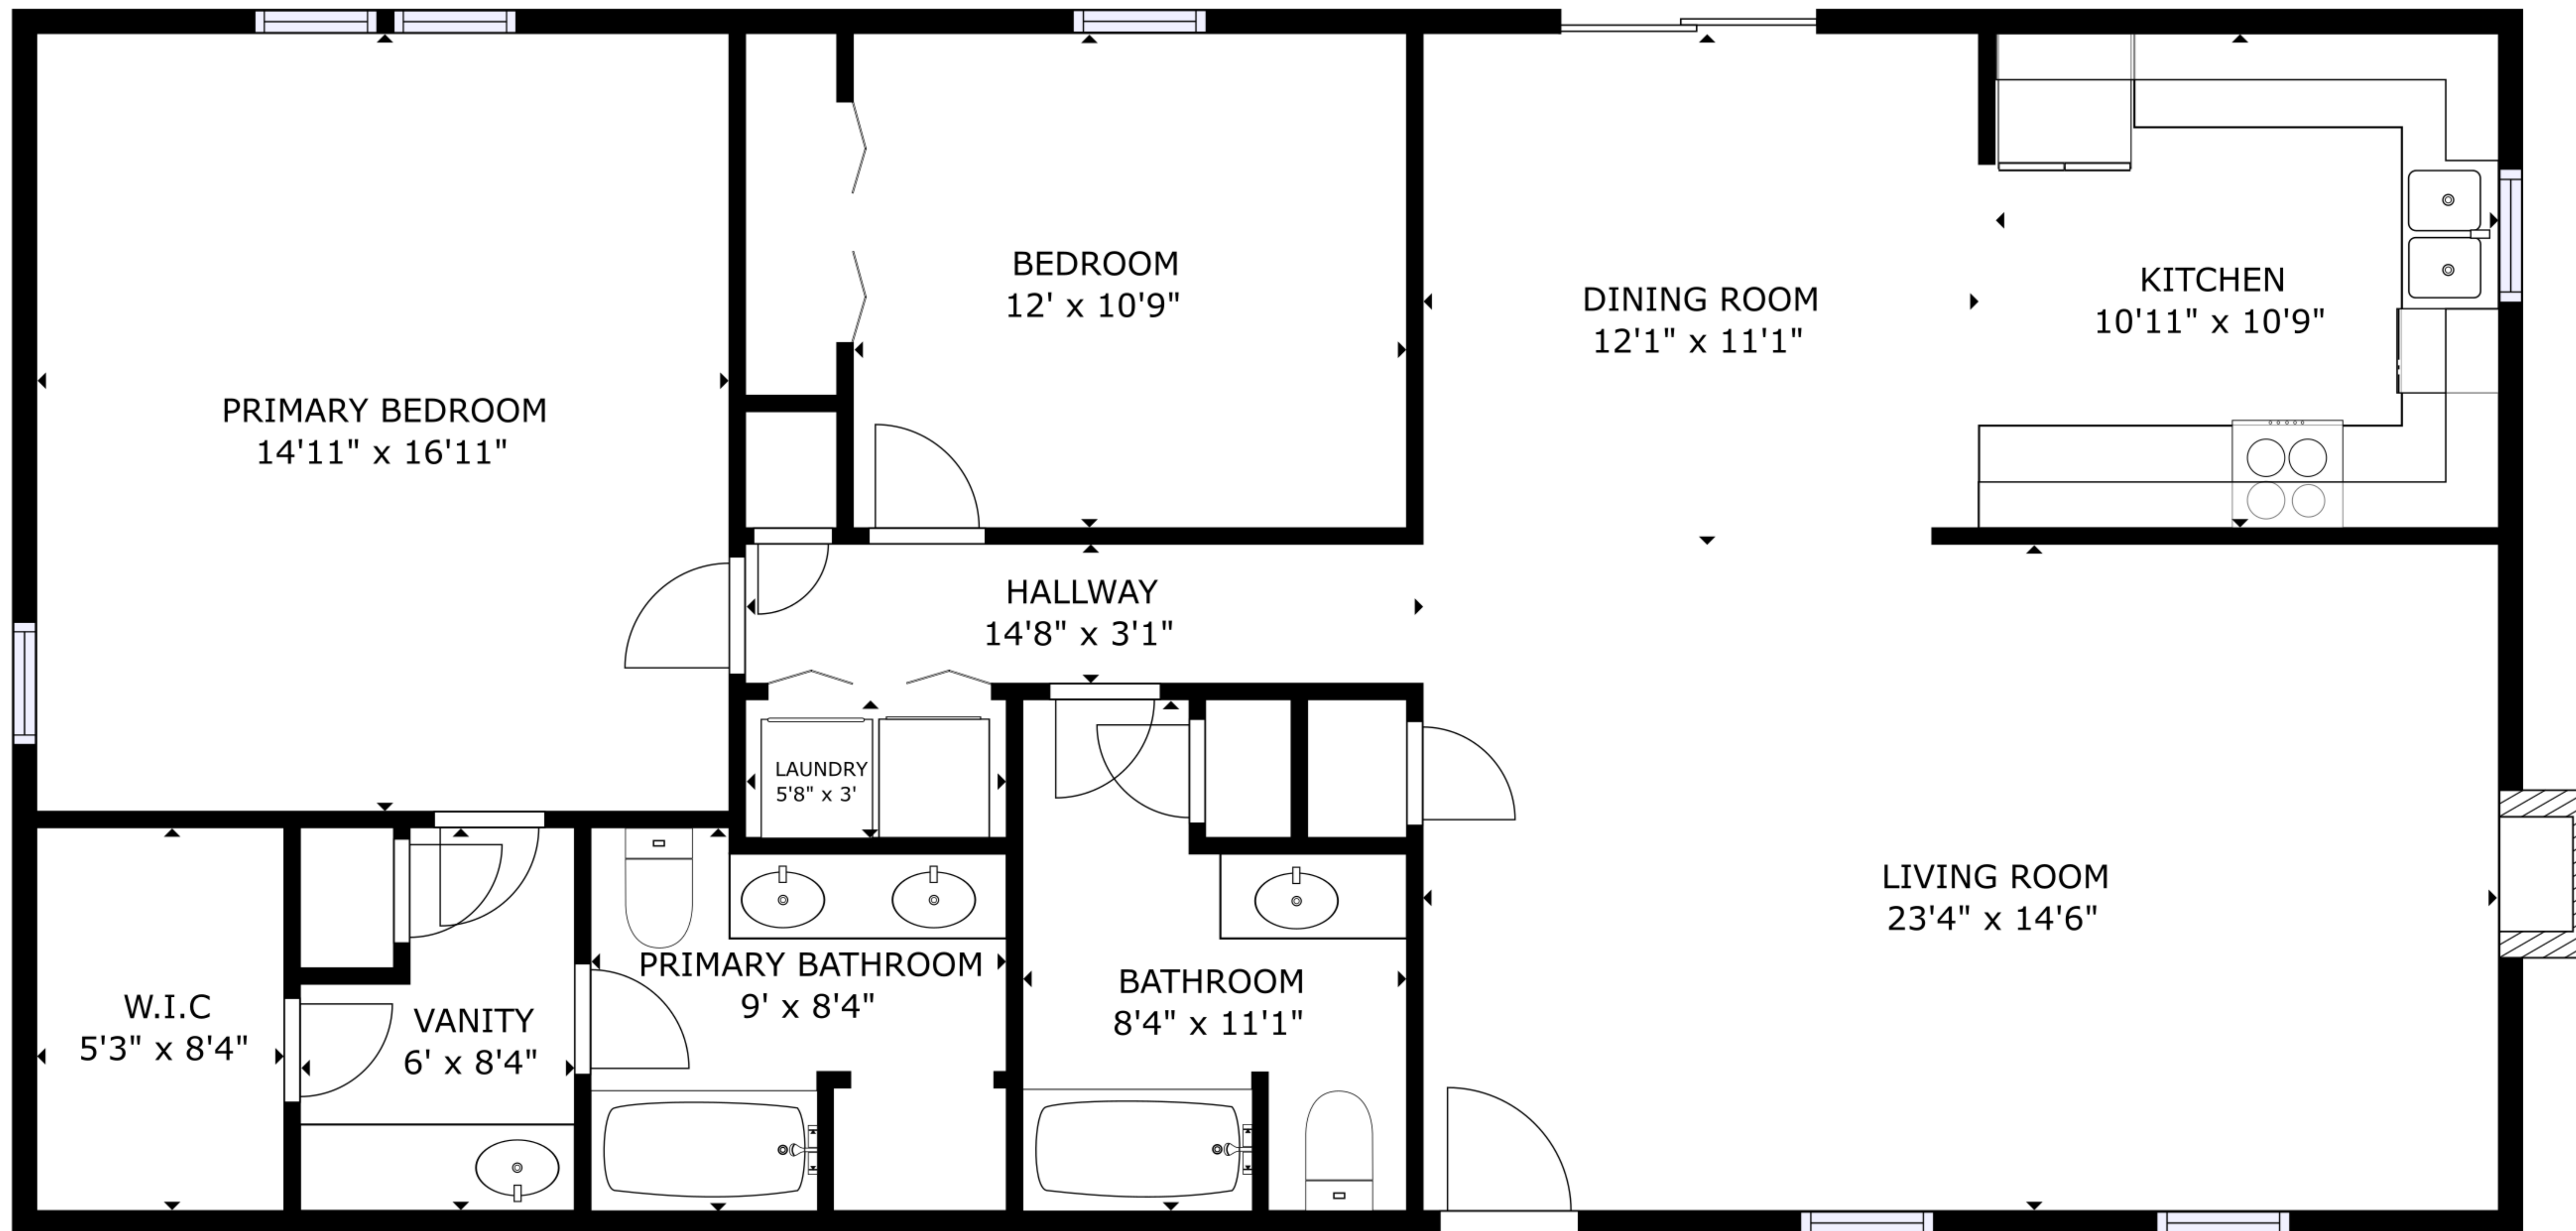 BEDROOM
12' x 10'9"
KITCHEN
10'11" x 10'9"
DINING ROOM
12'1" x 11'1"
PRIMARY BEDROOM
14'11" x 16'11"
HALLWAY
14'8" x 3'1"
LAUNDRY
5'8" x 3'
LIVING ROOM
23'4" x 14'6"
PRIMARY BATHROOM
9' x 8'4"
BATHROOM
8'4" x 11'1"
W.I.C
5'3" x 8'4"
VANITY
6' x 8'4"